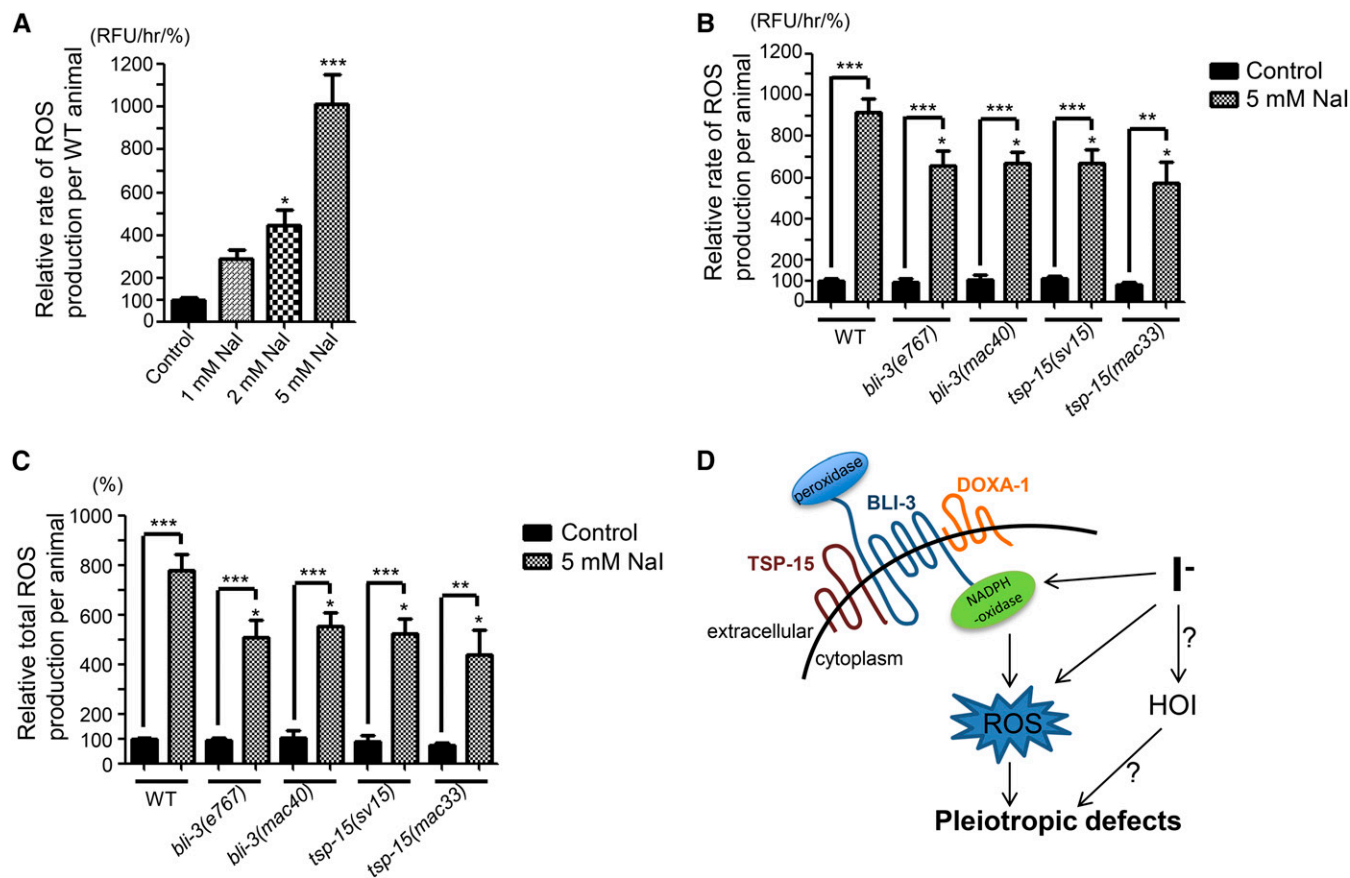 A
(RFU/hr/%)
Relative rate of ROS
production per WT animal
1200
1000
800
600
400
200
100
0
***
*
Control
1 mM NaI
2 mM NaI
5 mM NaI
B
(RFU/hr/%)
Relative rate of ROS
production per animal
1200
1000
800
600
400
200
100
0
***
***
***
***
**
*
*
*
*
Control
5 mM NaI
WT
bli-3(e767)
bli-3(mac40)
tsp-15(sv15)
tsp-15(mac33)
C
(%)
Relative total ROS
production per animal
1000
800
600
400
200
100
0
***
***
***
***
**
*
*
*
*
Control
5 mM NaI
WT
bli-3(e767)
bli-3(mac40)
tsp-15(sv15)
tsp-15(mac33)
D
peroxidase
BLI-3
DOXA-1
TSP-15
NADPH
-oxidase
I-
extracellular
cytoplasm
?
ROS
HOI
?
Pleiotropic defects